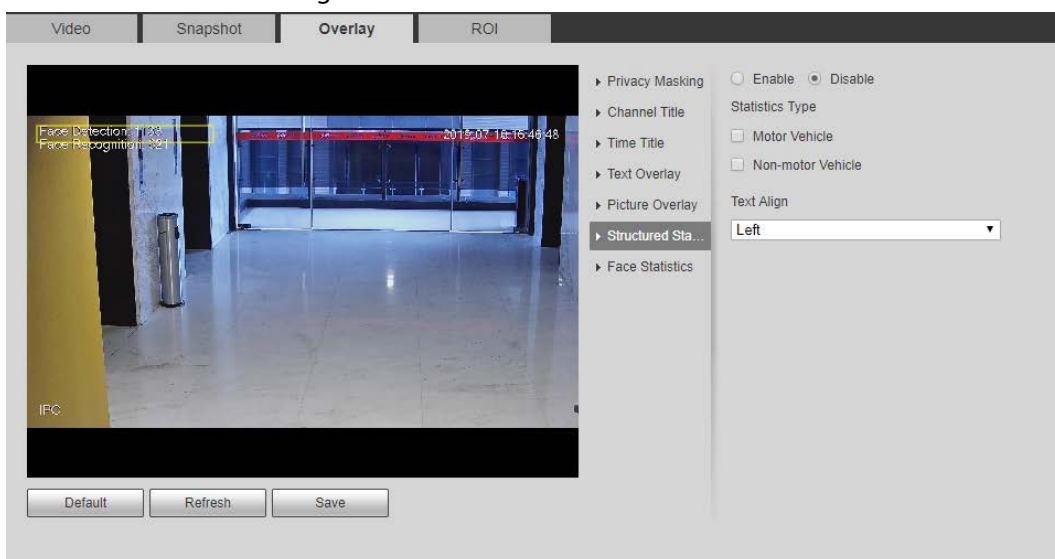 Video Snapshot Overlay ROI
Face Detection:
Face Recognition:
2019-07-16 15:46:48
IPC
Privacy Masking
Channel Title
Time Title
Text Overlay
Picture Overlay
Structured Sta...
Face Statistics
Enable Disable
Statistics Type
Motor Vehicle
Non-motor Vehicle
Text Align
Left
Default Refresh Save